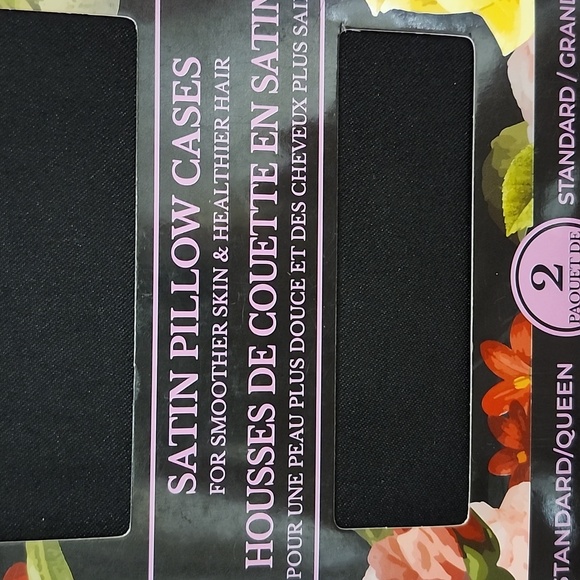 SATIN PILLOW CASES
FOR SMOOTHER SKIN & HEALTHIER HAIR
HOUSSES DE COUETTE EN SATIN
POUR UNE PEAU PLUS DOUCE ET DES CHEVEUX PLUS
2
PAQUET DE
STANDARD/QUEEN
STANDARD / GRAND